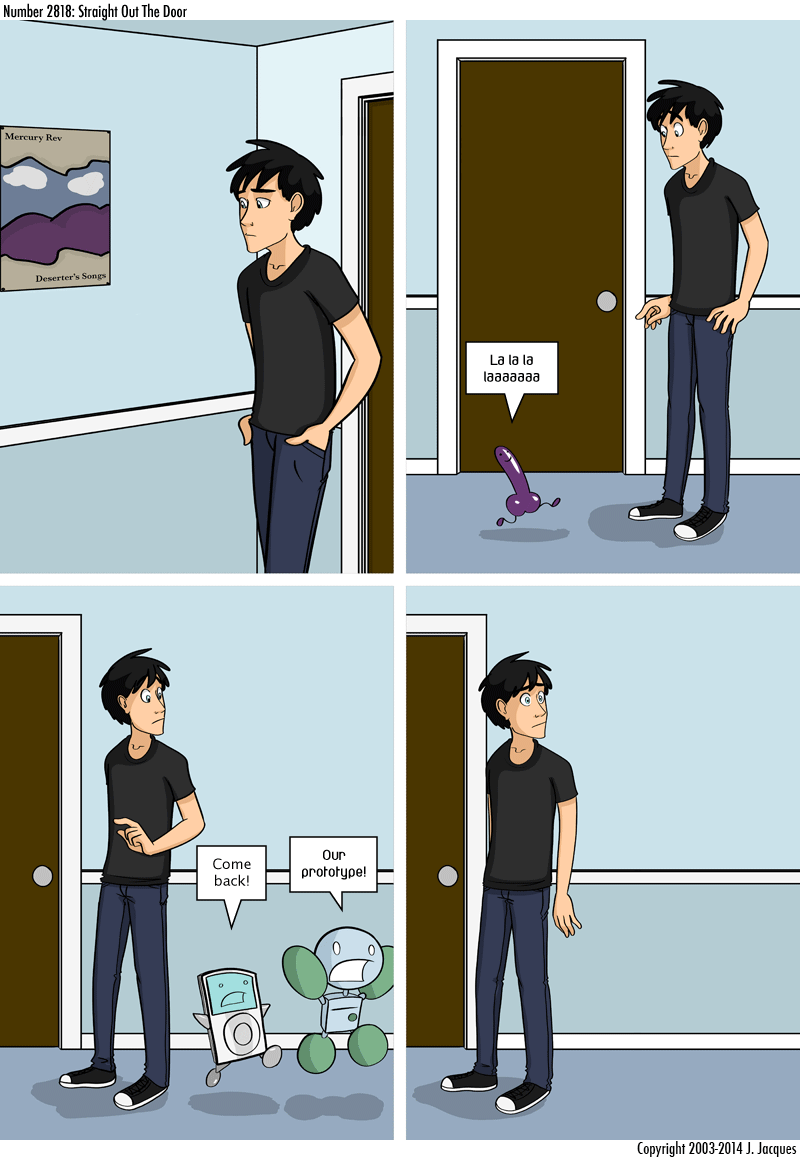 Number 2818: Straight Out The Door
Mercury Rev
Deserter's Songs
La la la
laaaaaaa
Come
back!
Our
prototype!
Copyright 2003-2014 J. Jacques